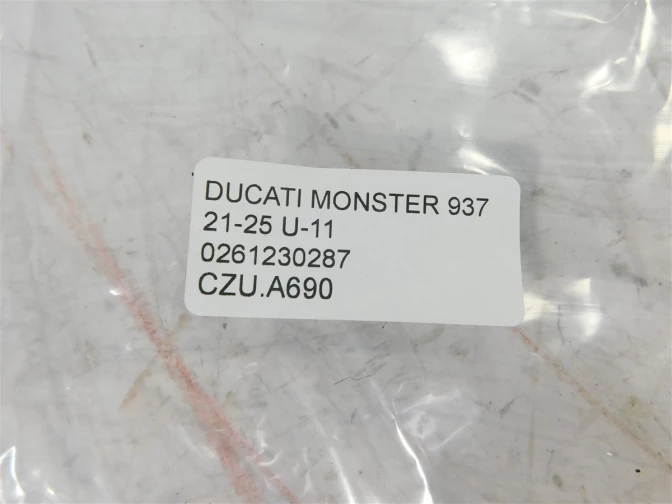 DUCATI MONSTER 937
21-25 U-11
0261230287
CZU.A690